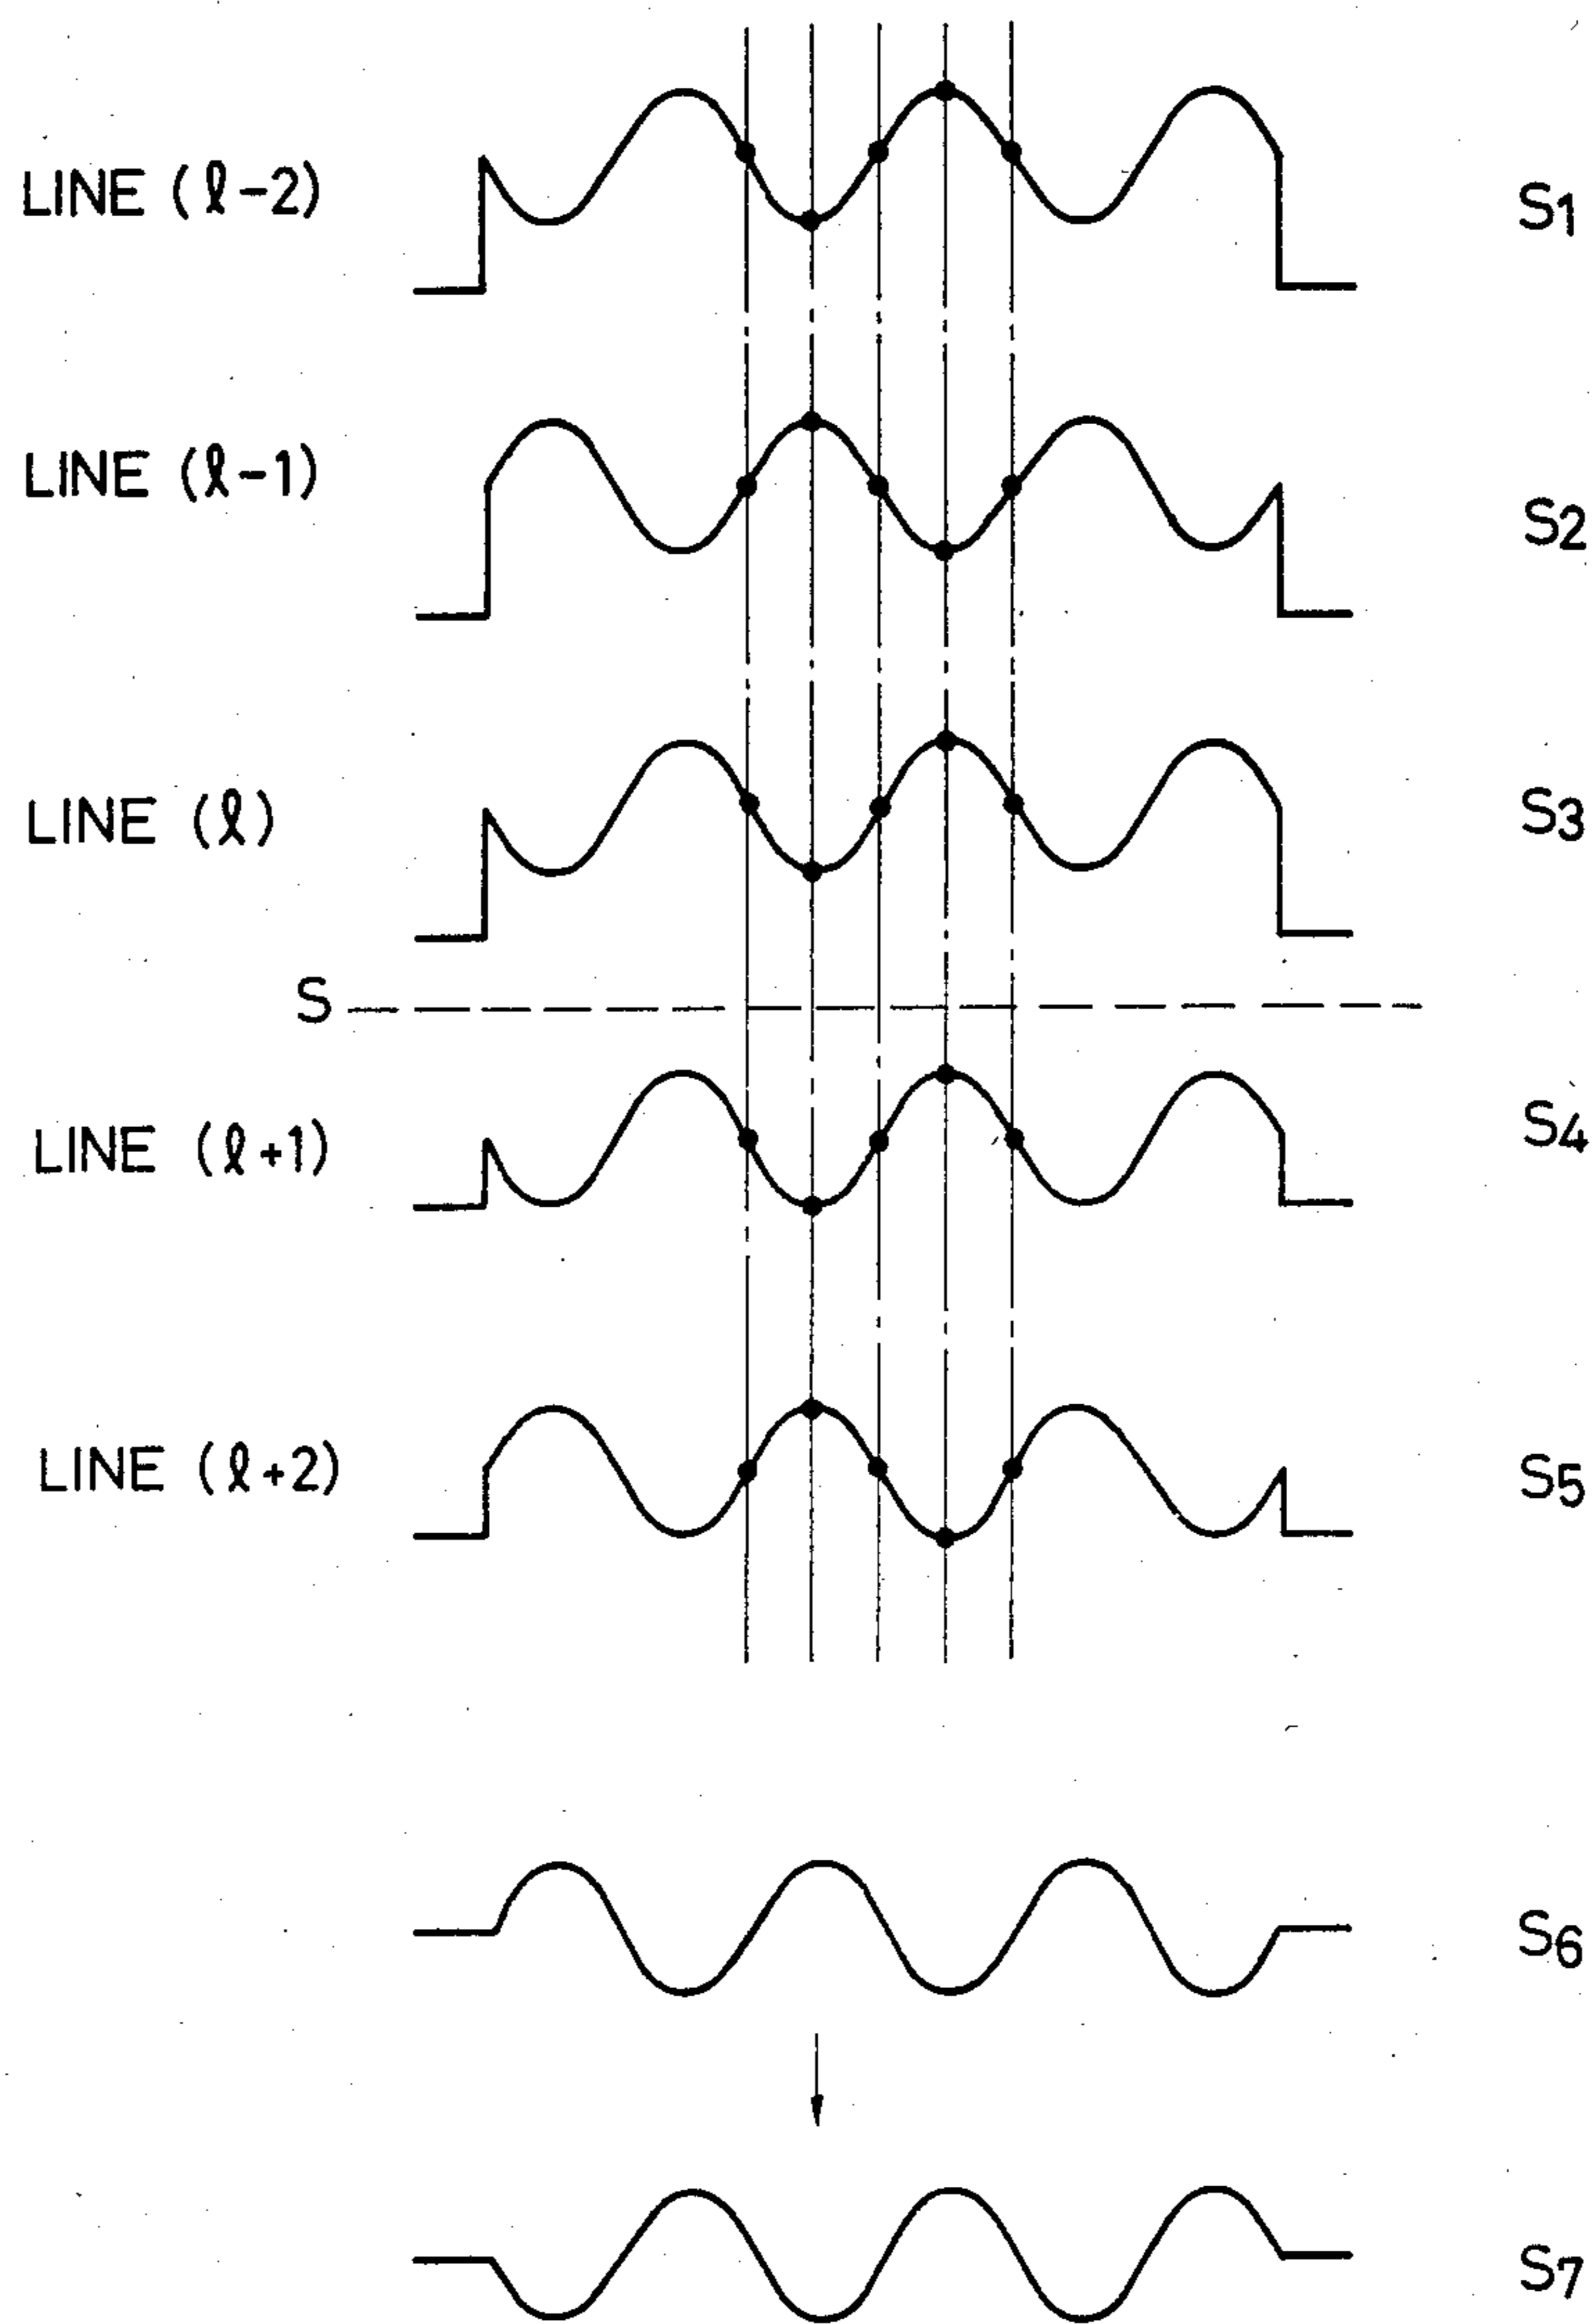 LINE (ℓ-2) S1
LINE (ℓ-1) S2
LINE (ℓ) S3
S
LINE (ℓ+1) S4
LINE (ℓ+2) S5
S6
S7